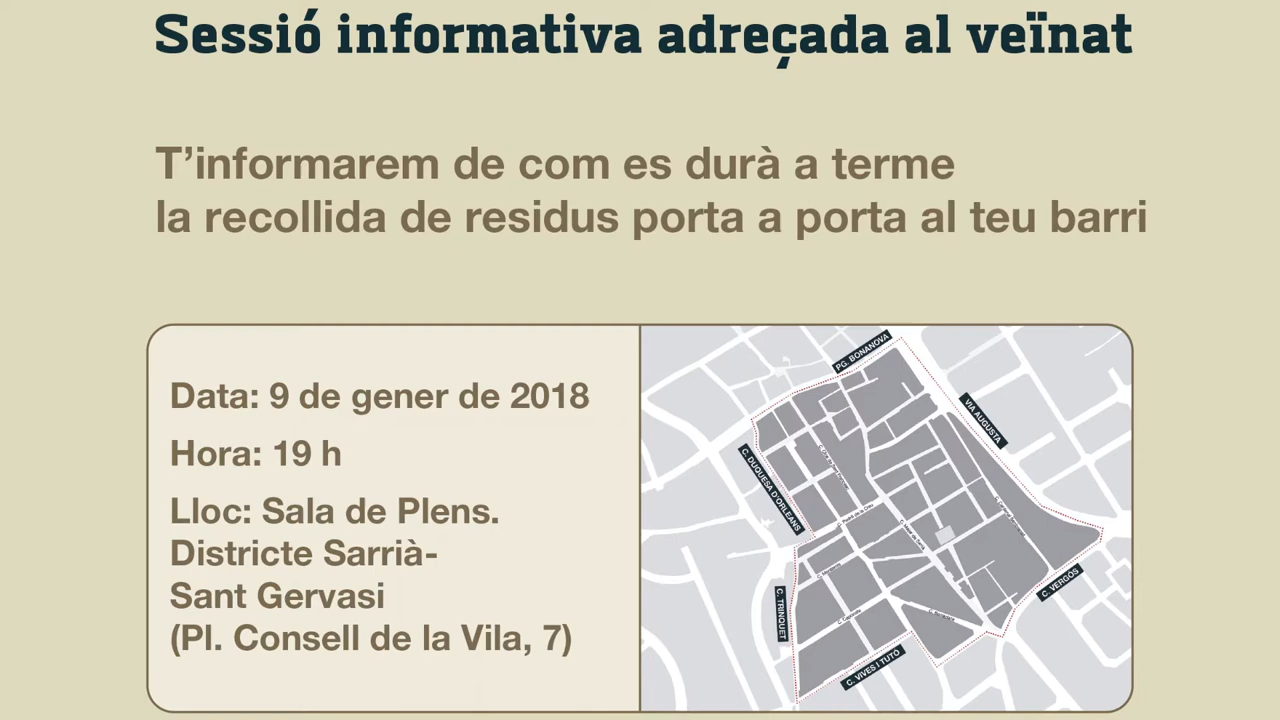 Sessió informativa adreçada al veïnat
T’informarem de com es durà a terme
la recollida de residus porta a porta al teu barri
Data: 9 de gener de 2018
Hora: 19 h
Lloc: Sala de Plens.
Districte Sarrià-
Sant Gervasi
(Pl. Consell de la Vila, 7)
PG. BONANOVA
VIA AUGUSTA
C. DUQUESA D'ORLEANS
C. VERGÓS
C. TRINQUET
C. VIVES I TUTÓ